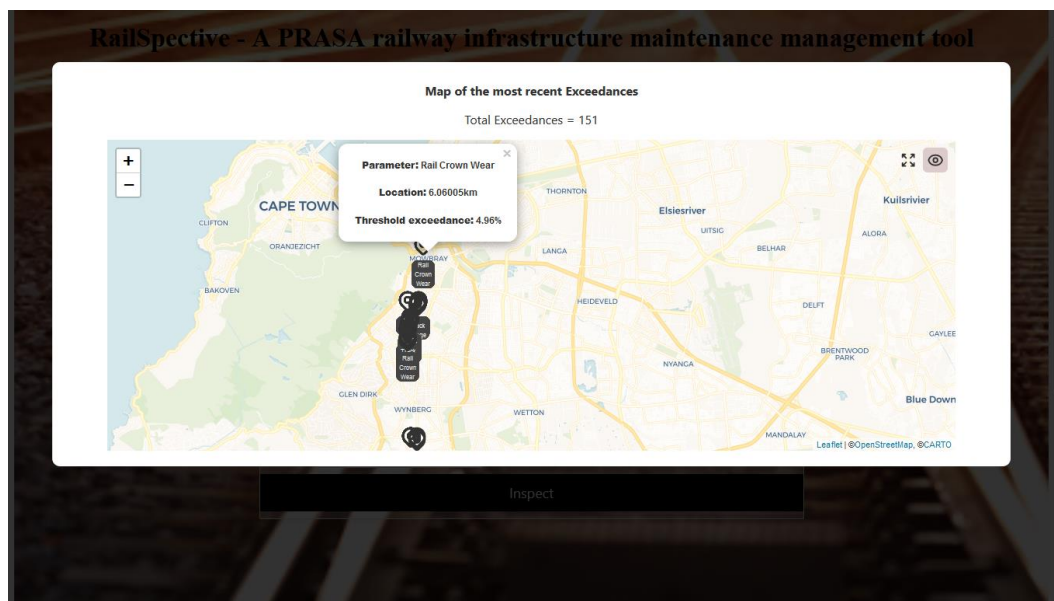 RailSpective - A PRASA railway infrastructure maintenance management tool
Map of the most recent Exceedances
Total Exceedances = 151
+
−
×
Parameter: Rail Crown Wear
Location: 6.06005km
Threshold exceedance: 4.96%
THORNTON
Kuilsrivier
CAPE TOWN
Elsiesriver
CLIFTON
UITSIG
ALORA
ORANJEZICHT
LANGA
BELHAR
MOWBRAY
Rail
Crown
Wear
BAKOVEN
HEIDEVELD
DELFT
GAYLEE
BRENTWOOD
PARK
Rail
Crown
Wear
NYANGA
GLEN DIRK
Blue Down
WYNBERG
WETTON
MANDALAY
Leaflet | ©OpenStreetMap, ©CARTO
Inspect